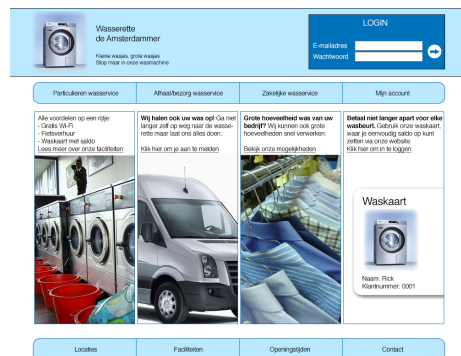 Wasserette
de Amsterdammer
Kleine wasjes, grote wasjes
Stop maar in onze wasmachine
LOGIN
E-mailadres
Wachtwoord
Particulieren wasservice
Afhaal/bezorg wasservice
Zakelijke wasservice
Mijn account
Alle voordelen op een rijtje:
- Gratis Wi-Fi
- Fietsverhuur
- Waskaart met saldo
Lees meer over onze faciliteiten
Wij halen ook uw was op! Ga niet
langer zelf op weg naar de wasse-
rette maar laat ons alles doen.
Klik hier om je aan te melden
Grote hoeveelheid was van uw
bedrijf? Wij kunnen ook grote
hoeveelheden snel verwerken.
Bekijk onze mogelijkheden
Betaal niet langer apart voor elke
wasbeurt. Gebruik onze waskaart,
waar je eenvoudig saldo op kunt
zetten via onze website.
Klik hier om in te loggen
Waskaart
Naam: Rick
Klantnummer: 0001
Locaties
Faciliteiten
Openingstijden
Contact